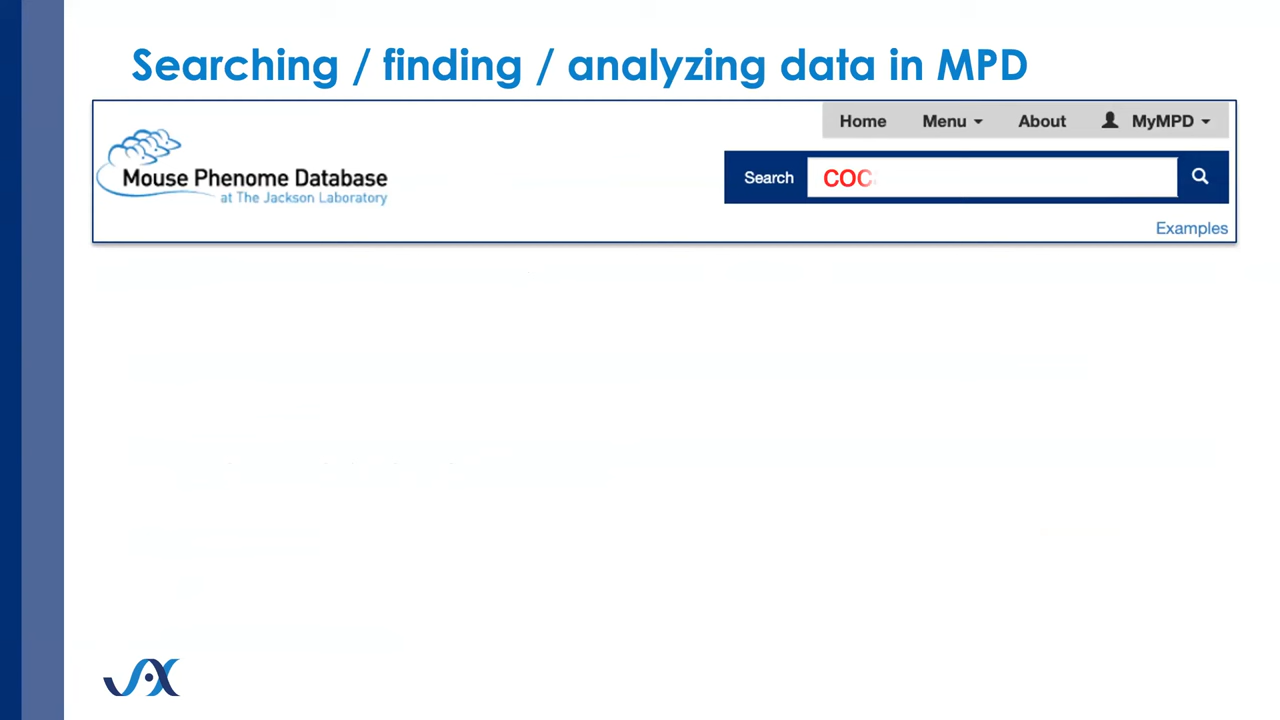 Searching / finding / analyzing data in MPD
Home Menu About MyMPD
Mouse Phenome Database
at The Jackson Laboratory
Search COC
Examples
JAX